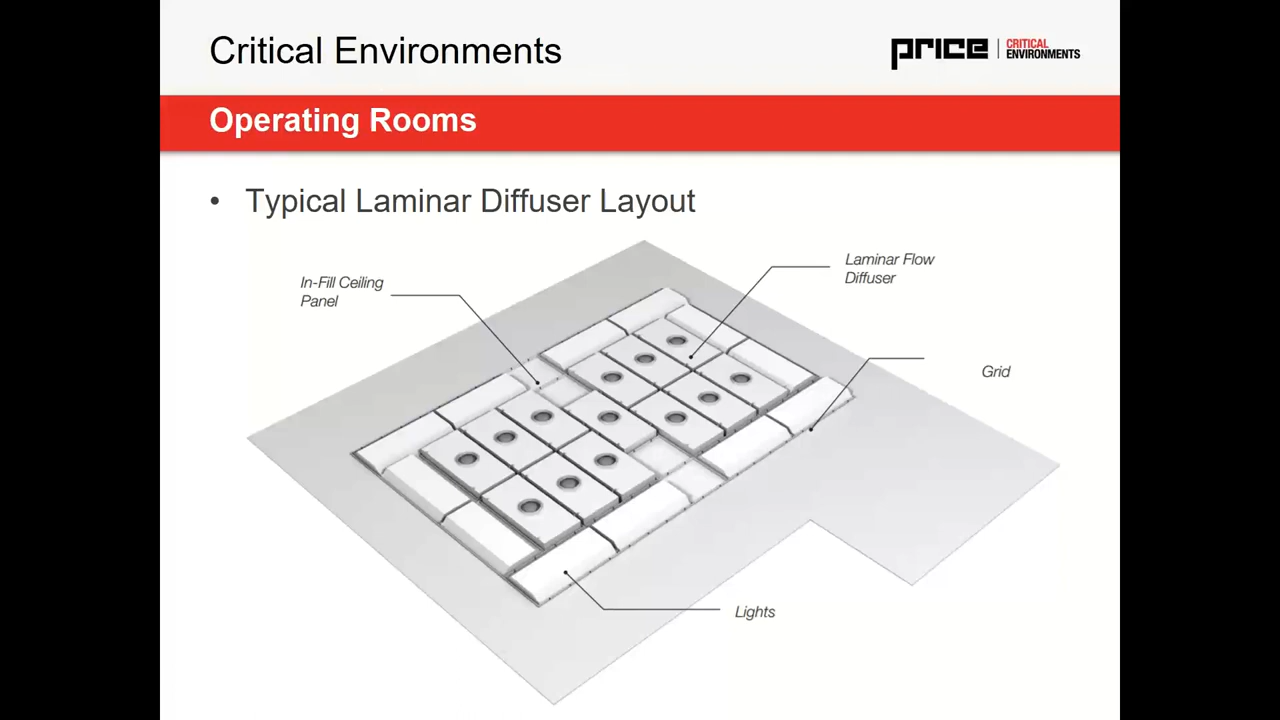 Critical Environments
price | CRITICAL
ENVIRONMENTS
Operating Rooms
• Typical Laminar Diffuser Layout
In-Fill Ceiling
Panel
Laminar Flow
Diffuser
Grid
Lights